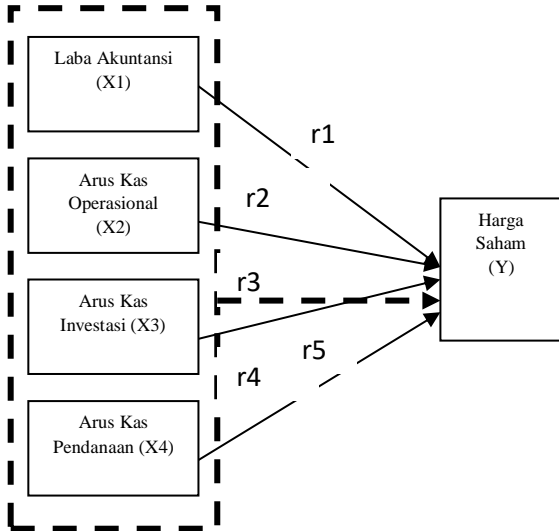 Laba Akuntansi
(X1)
r1
Arus Kas
Operasional
(X2)
r2
Harga
Saham
(Y)
Arus Kas
Investasi (X3)
r3
r4
r5
Arus Kas
Pendanaan (X4)